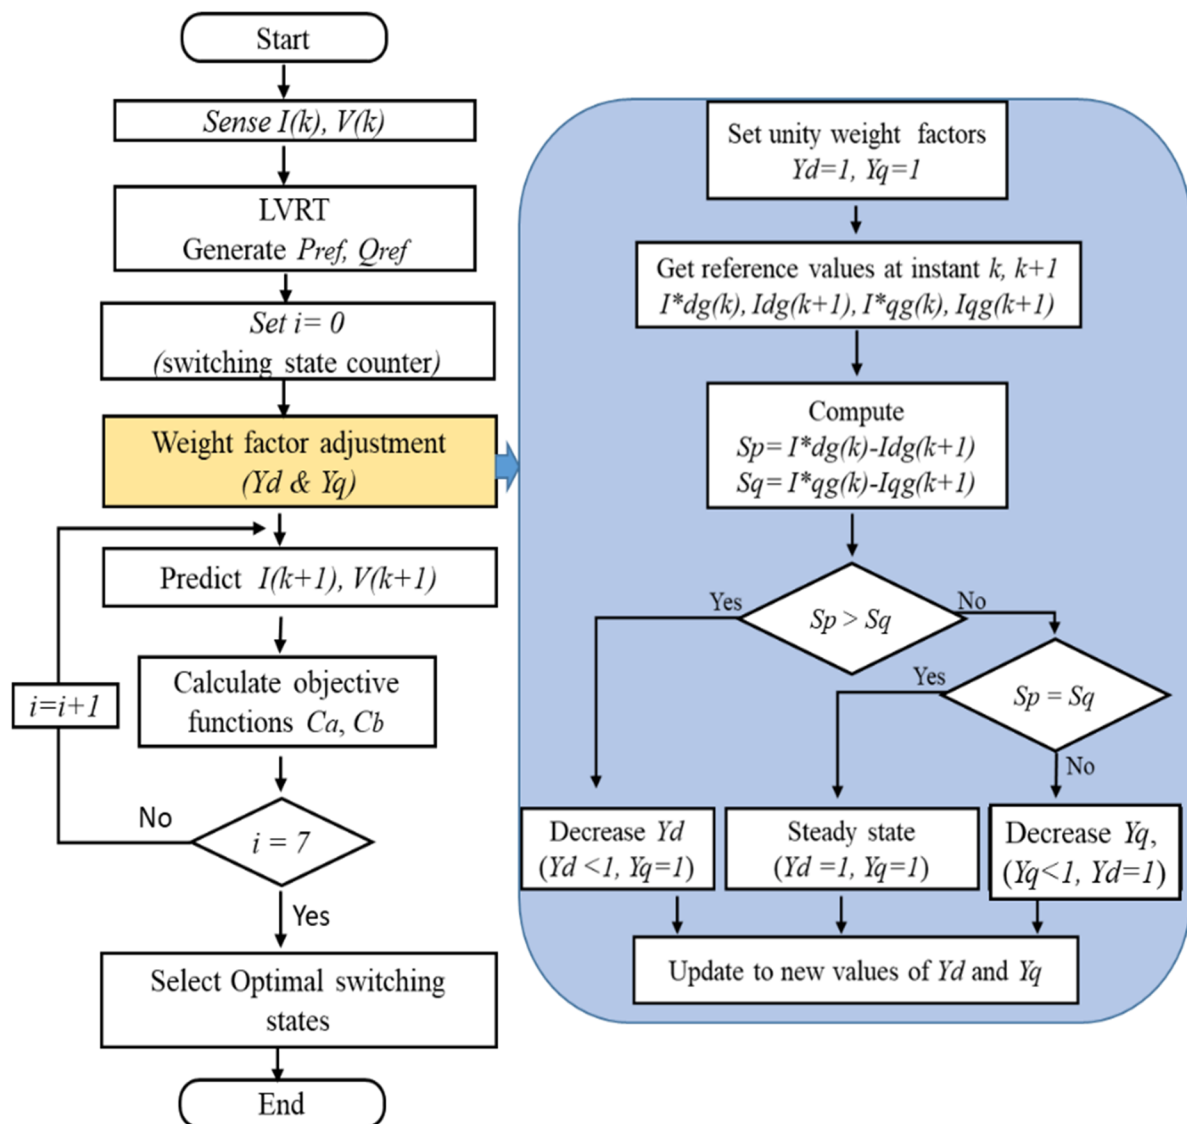 Start
Sense I(k), V(k)
LVRT
Generate Pref, Qref
Set i= 0
(switching state counter)
Weight factor adjustment
(Yd & Yq)
Predict I(k+1), V(k+1)
Calculate objective
functions Ca, Cb
i=i+1
No
i = 7
Yes
Select Optimal switching
states
End
Set unity weight factors
Yd=1, Yq=1
Get reference values at instant k, k+1
I*dg(k), Idg(k+1), I*qg(k), Iqg(k+1)
Compute
Sp= I*dg(k)-Idg(k+1)
Sq= I*qg(k)-Iqg(k+1)
Yes
Sp > Sq
No
Yes
Sp = Sq
No
Decrease Yd
(Yd <1, Yq=1)
Steady state
(Yd =1, Yq=1)
Decrease Yq,
(Yq<1, Yd=1)
Update to new values of Yd and Yq